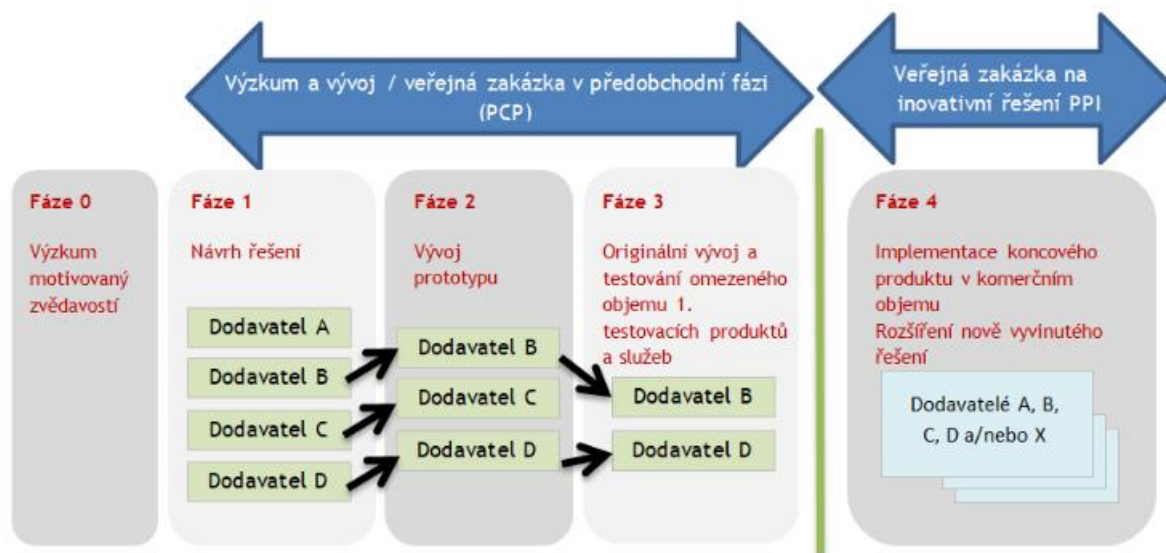 Výzkum a vývoj / veřejná zakázka v předobchodní fázi
(PCP)
Veřejná zakázka na
inovativní řešení PPI
Fáze 0
Výzkum
motivovaný
zvědavostí
Fáze 1
Návrh řešení
Dodavatel A
Dodavatel B
Dodavatel C
Dodavatel D
Fáze 2
Vývoj
prototypu
Dodavatel B
Dodavatel C
Dodavatel D
Fáze 3
Originální vývoj a
testování omezeného
objemu 1.
testovacích produktů
a služeb
Dodavatel B
Dodavatel D
Fáze 4
Implementace koncového
produktu v komerčním
objemu
Rozšíření nově vyvinutého
řešení
Dodavatelé A, B,
C, D a/nebo X